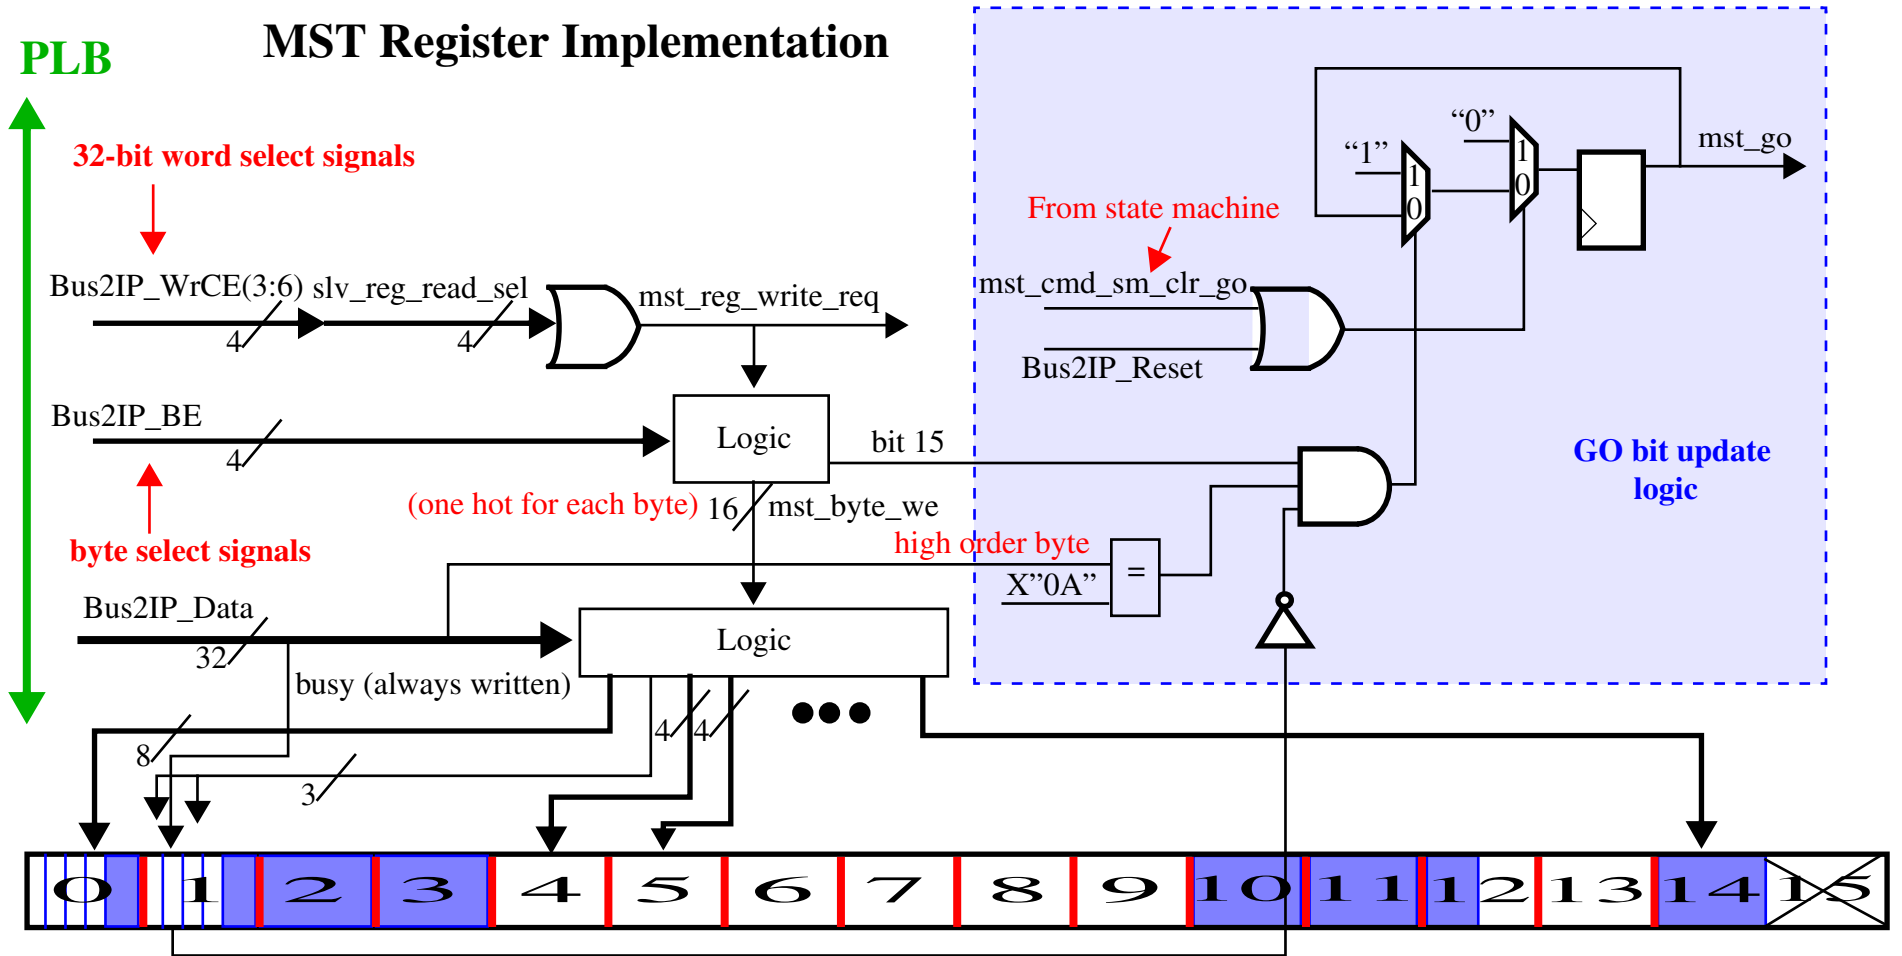 MST Register Implementation
PLB
32-bit word select signals
Bus2IP_WrCE(3:6)
slv_reg_read_sel
mst_reg_write_req
4
4
Bus2IP_BE
4
Logic
bit 15
(one hot for each byte)
16
mst_byte_we
byte select signals
high order byte
Bus2IP_Data
32
Logic
busy (always written)
8
3
4
4
“0”
“1”
1
0
1
0
mst_go
From state machine
mst_cmd_sm_clr_go
Bus2IP_Reset
GO bit update
logic
X”0A”
=
0 1 2 3 4 5 6 7 8 9 10 11 12 13 14 15